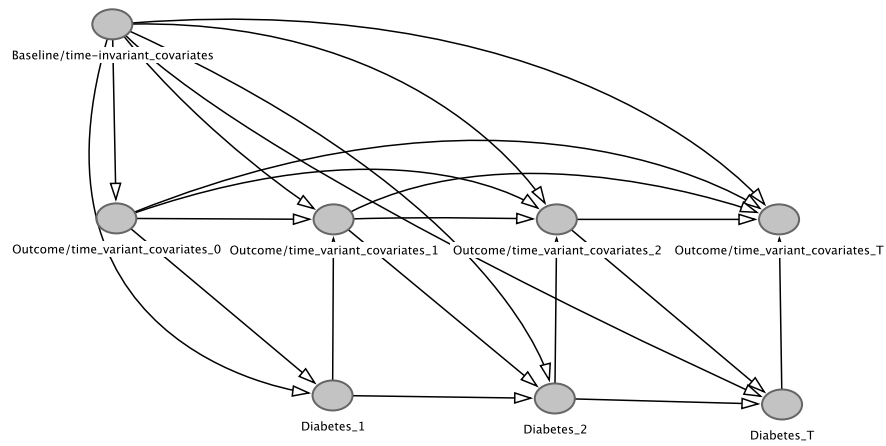 Baseline/time-invariant_covariates
Outcome/time_variant_covariates_0
Outcome/time_variant_covariates_1
Outcome/time_variant_covariates_2
Outcome/time_variant_covariates_T
Diabetes_1
Diabetes_2
Diabetes_T